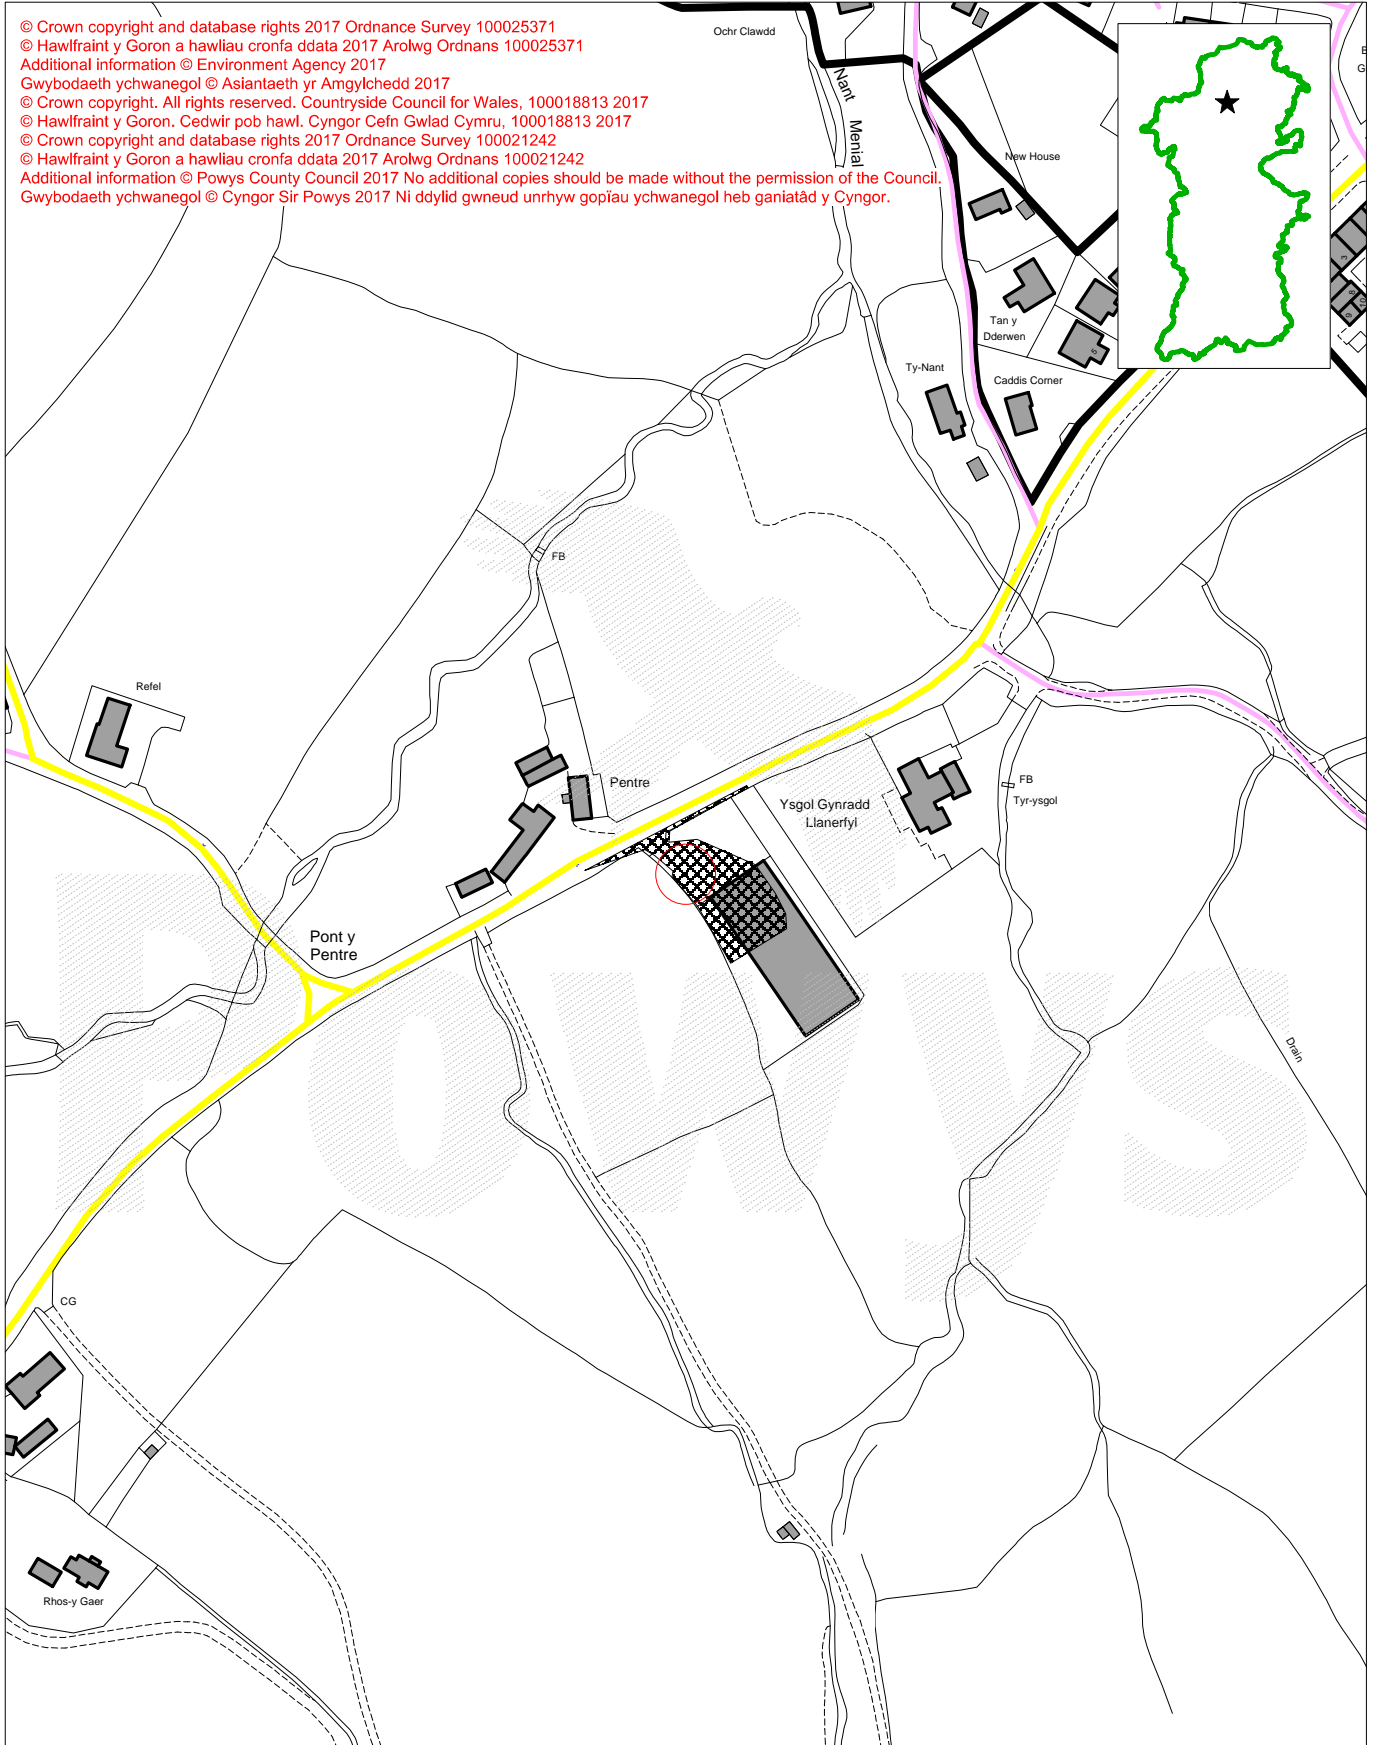 © Crown copyright and database rights 2017 Ordnance Survey 100025371
© Hawlfraint y Goron a hawliau cronfa ddata 2017 Arolwg Ordnans 100025371
Additional information © Environment Agency 2017
Gwybodaeth ychwanegol © Asiantaeth yr Amgylchedd 2017
© Crown copyright. All rights reserved. Countryside Council for Wales, 100018813 2017
© Hawlfraint y Goron. Cedwir pob hawl. Cyngor Cefn Gwlad Cymru, 100018813 2017
© Crown copyright and database rights 2017 Ordnance Survey 100021242
© Hawlfraint y Goron a hawliau cronfa ddata 2017 Arolwg Ordnans 100021242
Additional information © Powys County Council 2017 No additional copies should be made without the permission of the Council.
Gwybodaeth ychwanegol © Cyngor Sir Powys 2017 Ni ddylid gwneud unrhyw gopïau ychwanegol heb ganiatâd y Cyngor.
Ochr Clawdd
Nant Menial
New House
3
8
10
9
Tan y
Dderwen
5
Ty-Nant
Caddis Corner
FB
Refel
Pentre
FB
Tyr-ysgol
Ysgol Gynradd
Llanerfyl
Pont y
Pentre
Powys
Drain
CG
Rhos-y Gaer